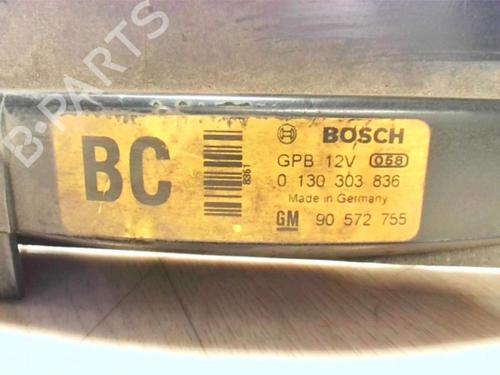 B-PARTS
BC
8361
BOSCH
GPB 12V 058
0 130 303 836
Made in Germany
GM 90 572 755